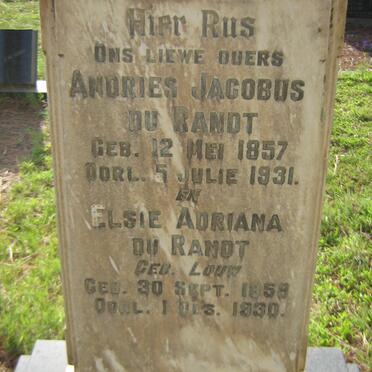 HIER RUS
ONS LIEWE OUERS
ANDRIES JACOBUS
DU RANDT
GEB. 12 MEI 1857
OORL. 5 JULIE 1931.
EN
ELSIE ADRIANA
DU RANDT
GEB. LOUW
GEB. 30 SEPT. 1859
OORL. 1 DES. 1930.